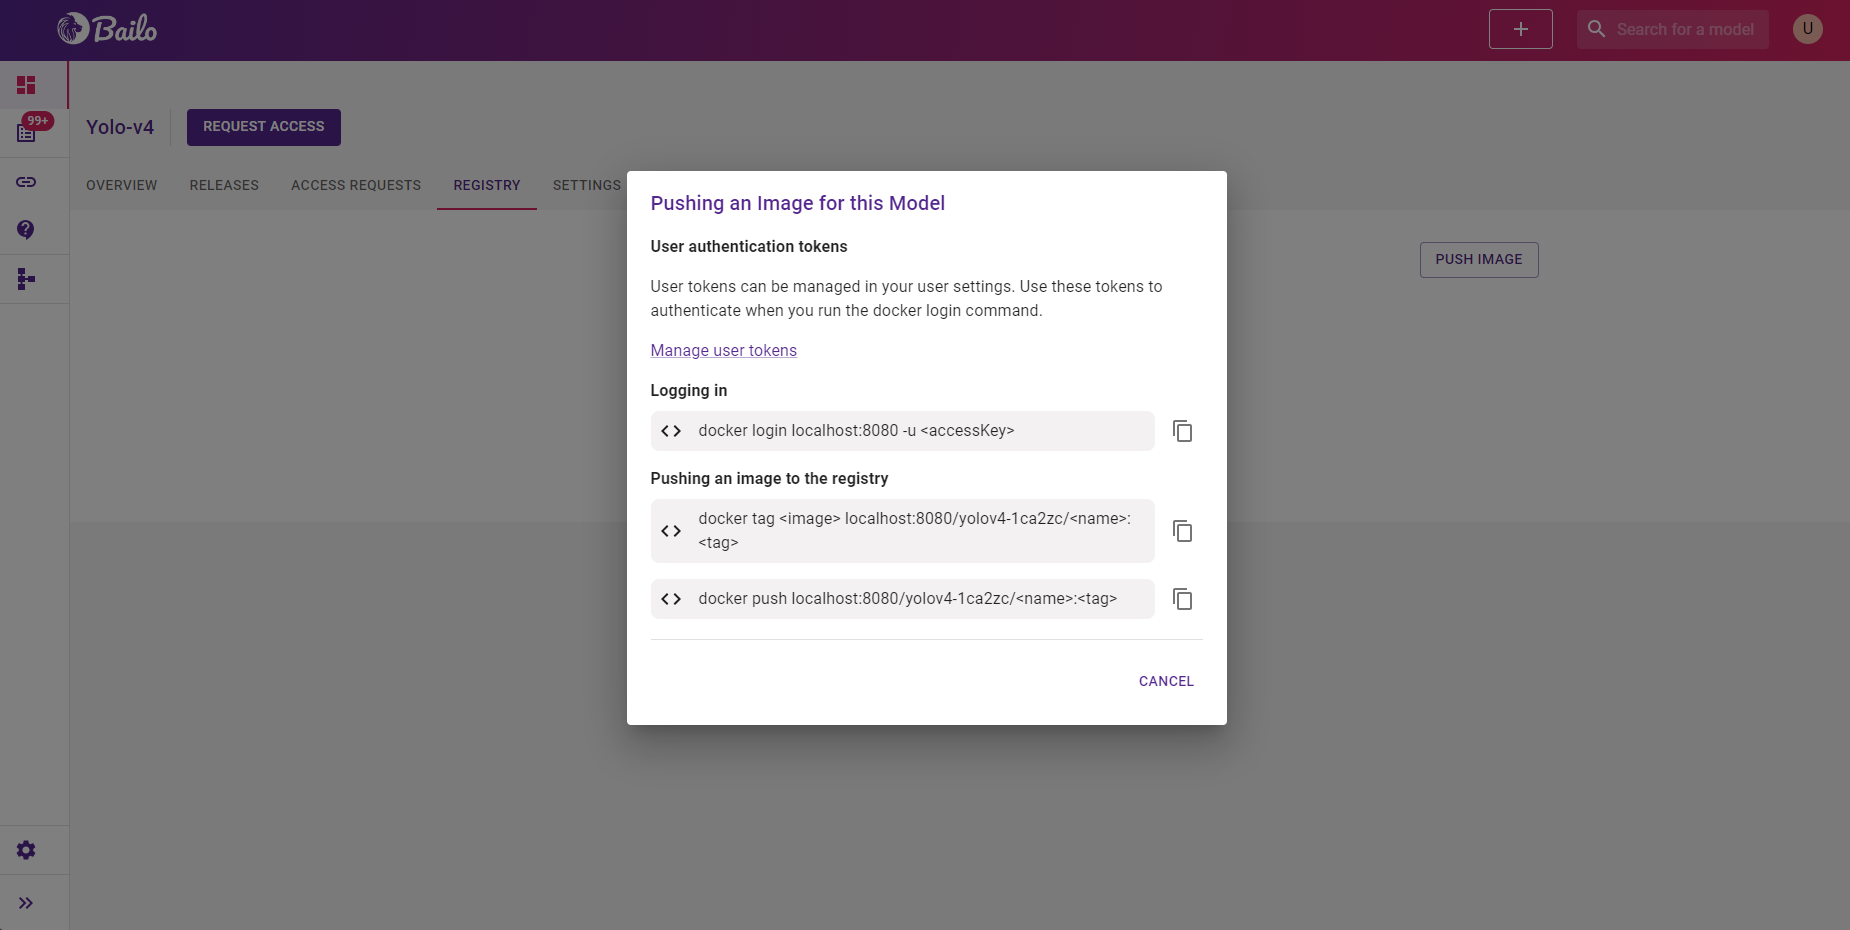 Bailo
Search for a model
U
99+
Yolo-v4
REQUEST ACCESS
OVERVIEW
RELEASES
ACCESS REQUESTS
REGISTRY
SETTINGS
PUSH IMAGE
Pushing an Image for this Model
User authentication tokens
User tokens can be managed in your user settings. Use these tokens to
authenticate when you run the docker login command.
Manage user tokens
Logging in
docker login localhost:8080 -u <accessKey>
Pushing an image to the registry
docker tag <image> localhost:8080/yolov4-1ca2zc/<name>:
<tag>
docker push localhost:8080/yolov4-1ca2zc/<name>:<tag>
CANCEL